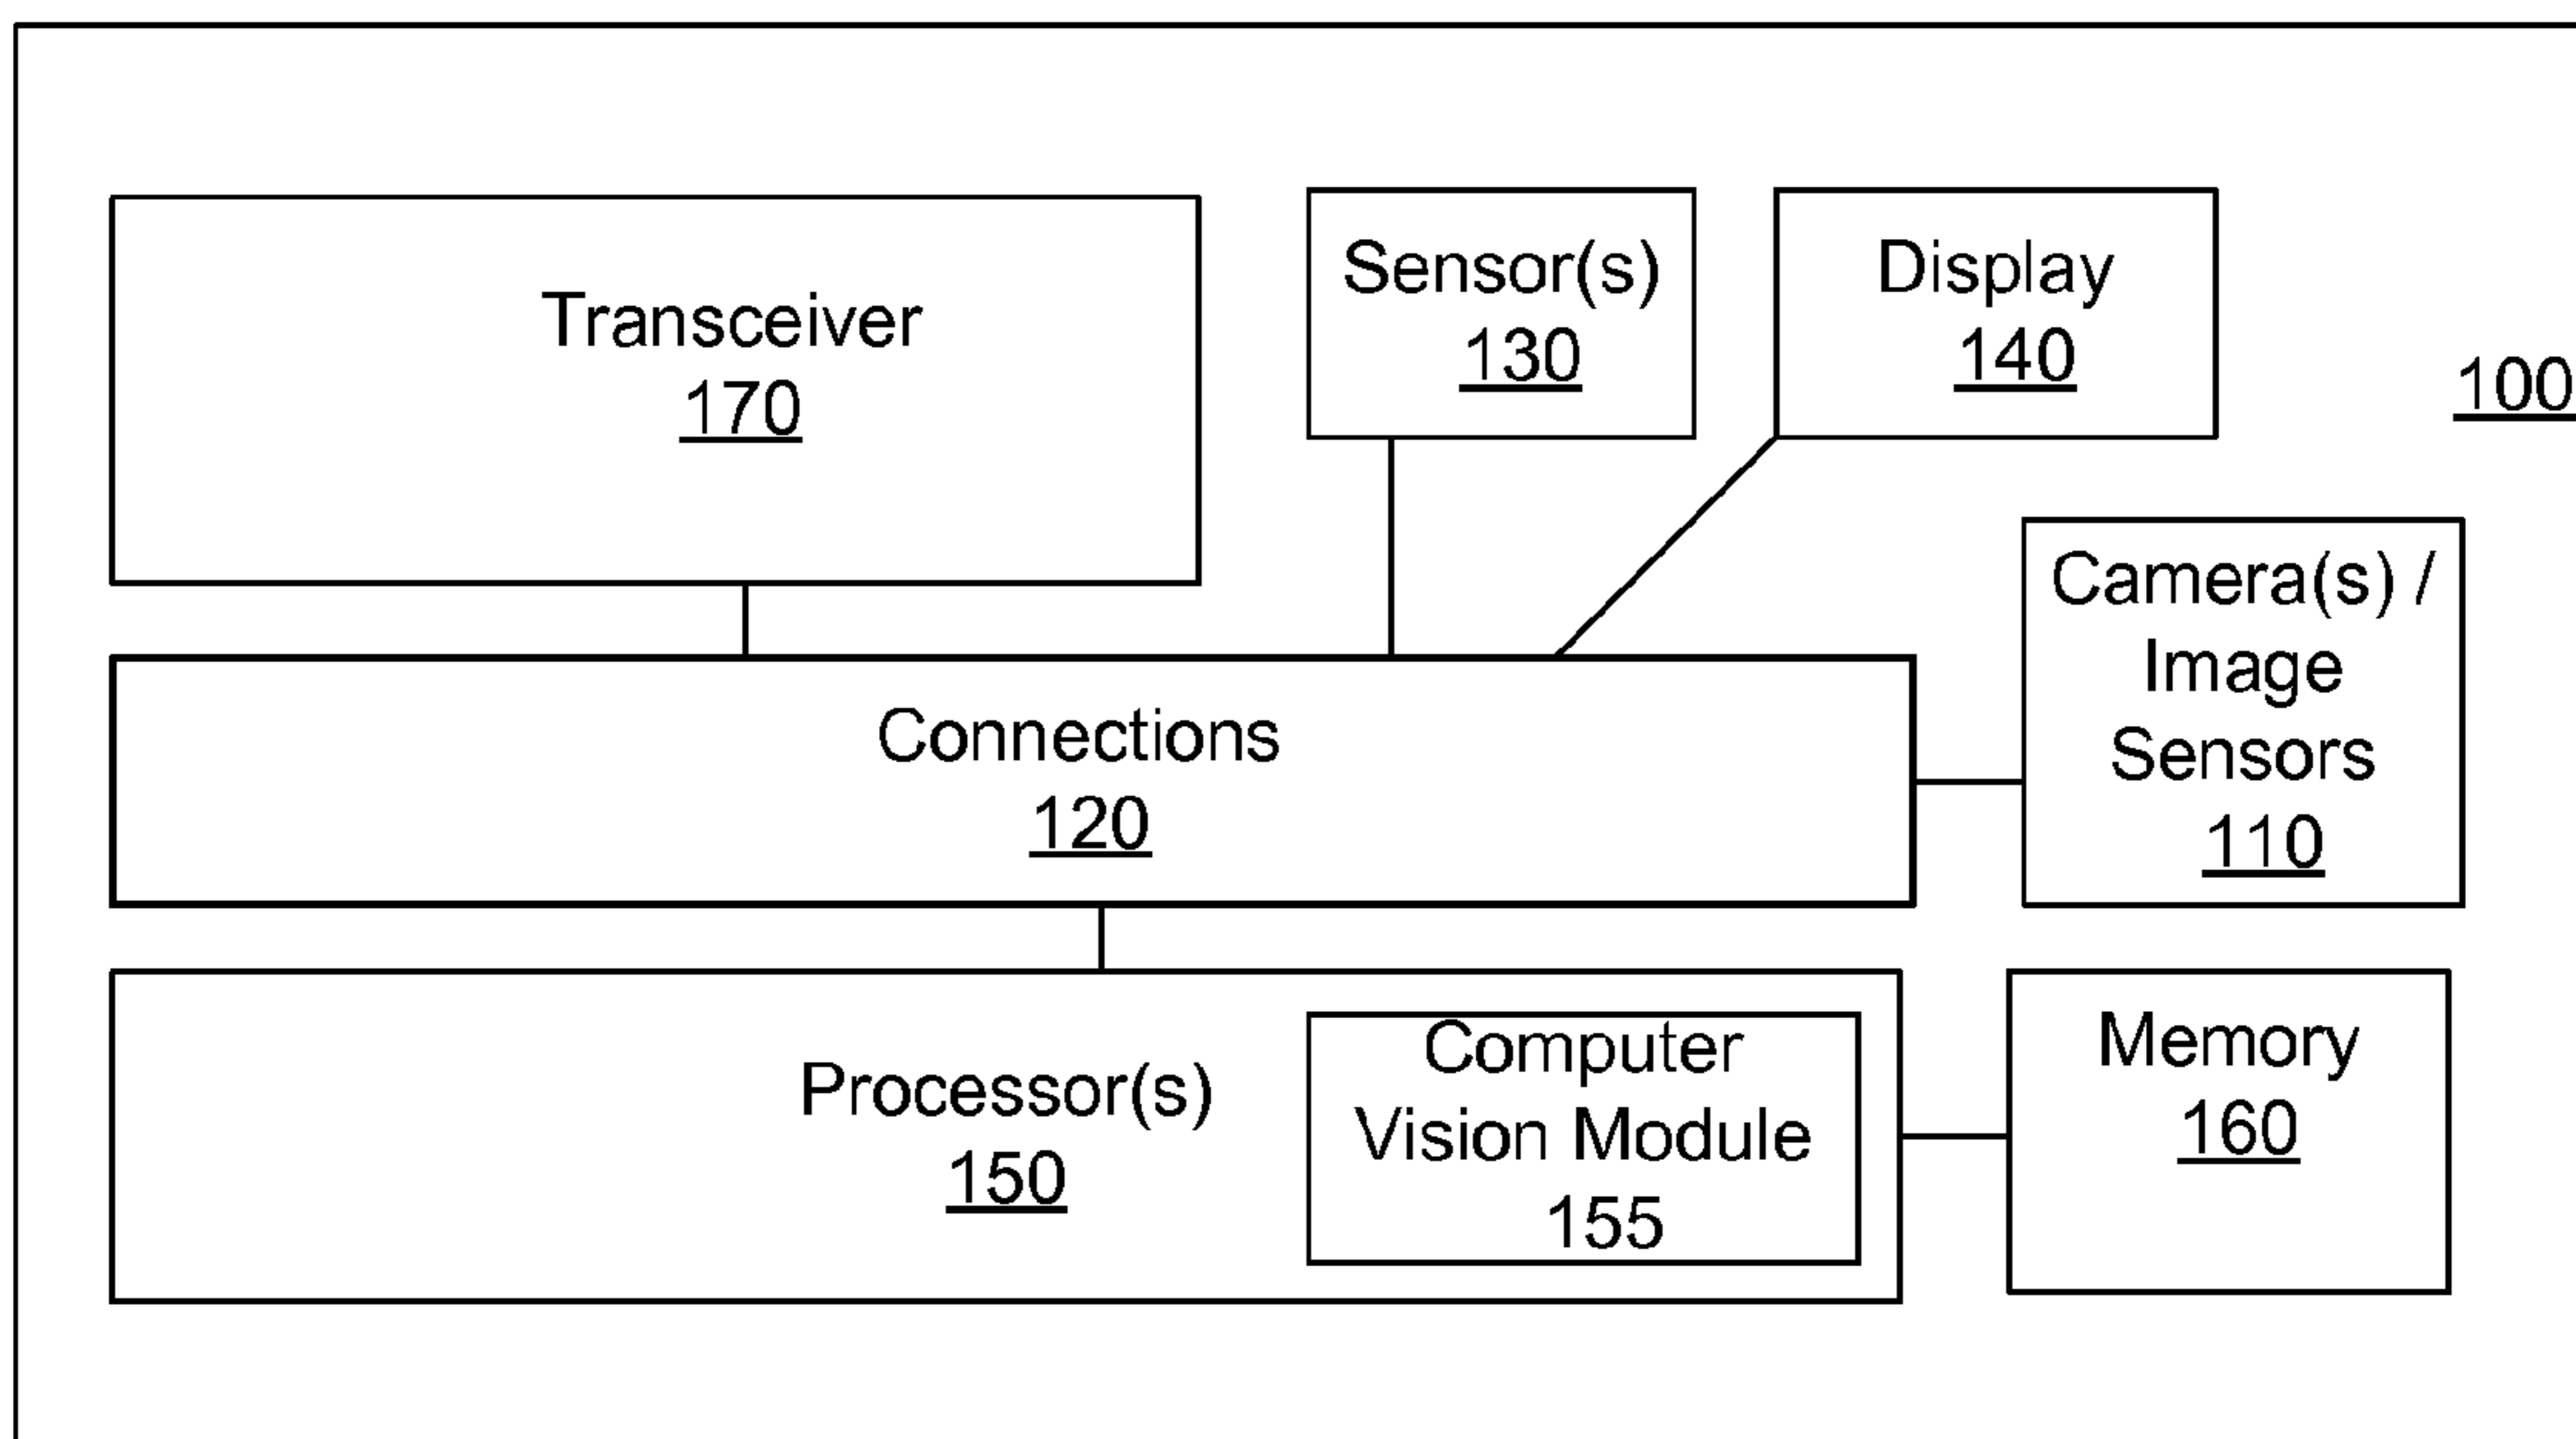 Transceiver
170
Sensor(s)
130
Display
140
100
Camera(s) /
Image
Sensors
110
Connections
120
Processor(s)
150
Computer
Vision Module
155
Memory
160